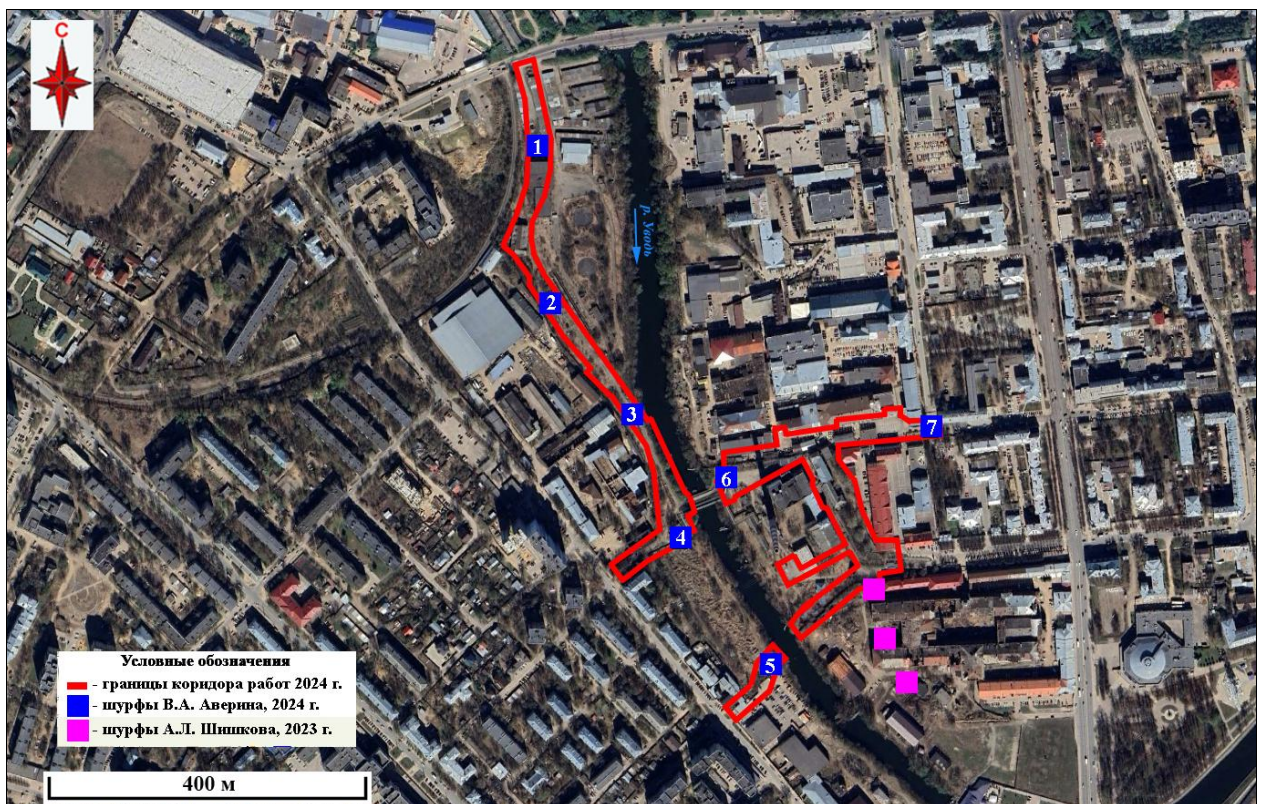 С
1
р. Уводь
2
3
7
6
4
5
Условные обозначения
- границы коридора работ 2024 г.
- шурфы В.А. Аверина, 2024 г.
- шурфы А.Л. Шишкова, 2023 г.
400 м